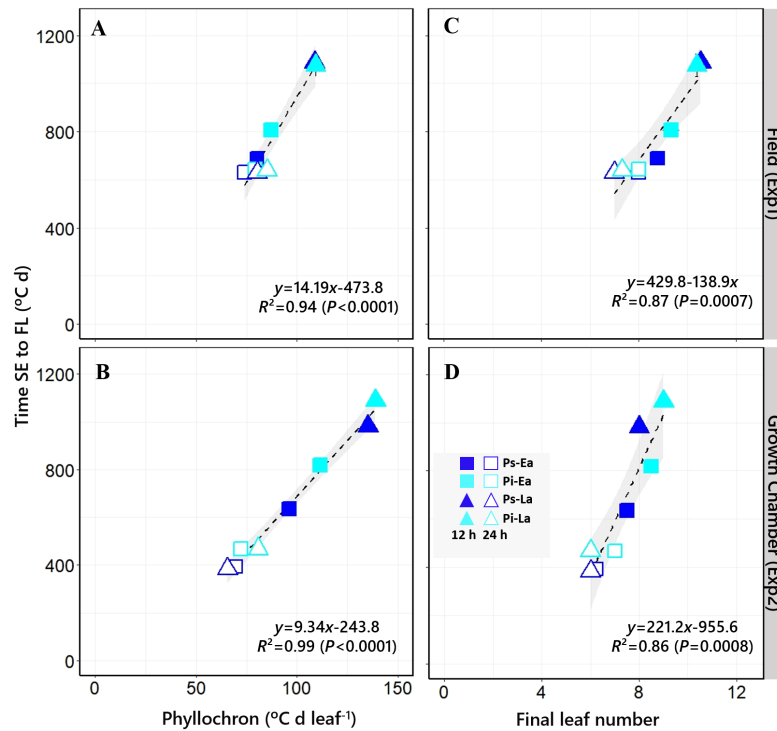 A
C
1200
800
400
0
y=14.19x-473.8
R²=0.94 (P<0.0001)
y=429.8-138.9x
R²=0.87 (P=0.0007)
Field (Exp1)
Time SE to FL (ºC d)
B
D
1200
800
400
0
Ps-Ea
Pi-Ea
Ps-La
Pi-La
12 h 24 h
y=9.34x-243.8
R²=0.99 (P<0.0001)
y=221.2x-955.6
R²=0.86 (P=0.0008)
Growth Chamber (Exp2)
0 50 100 150
0 4 8 12
Phyllochron (ºC d leaf⁻¹)
Final leaf number